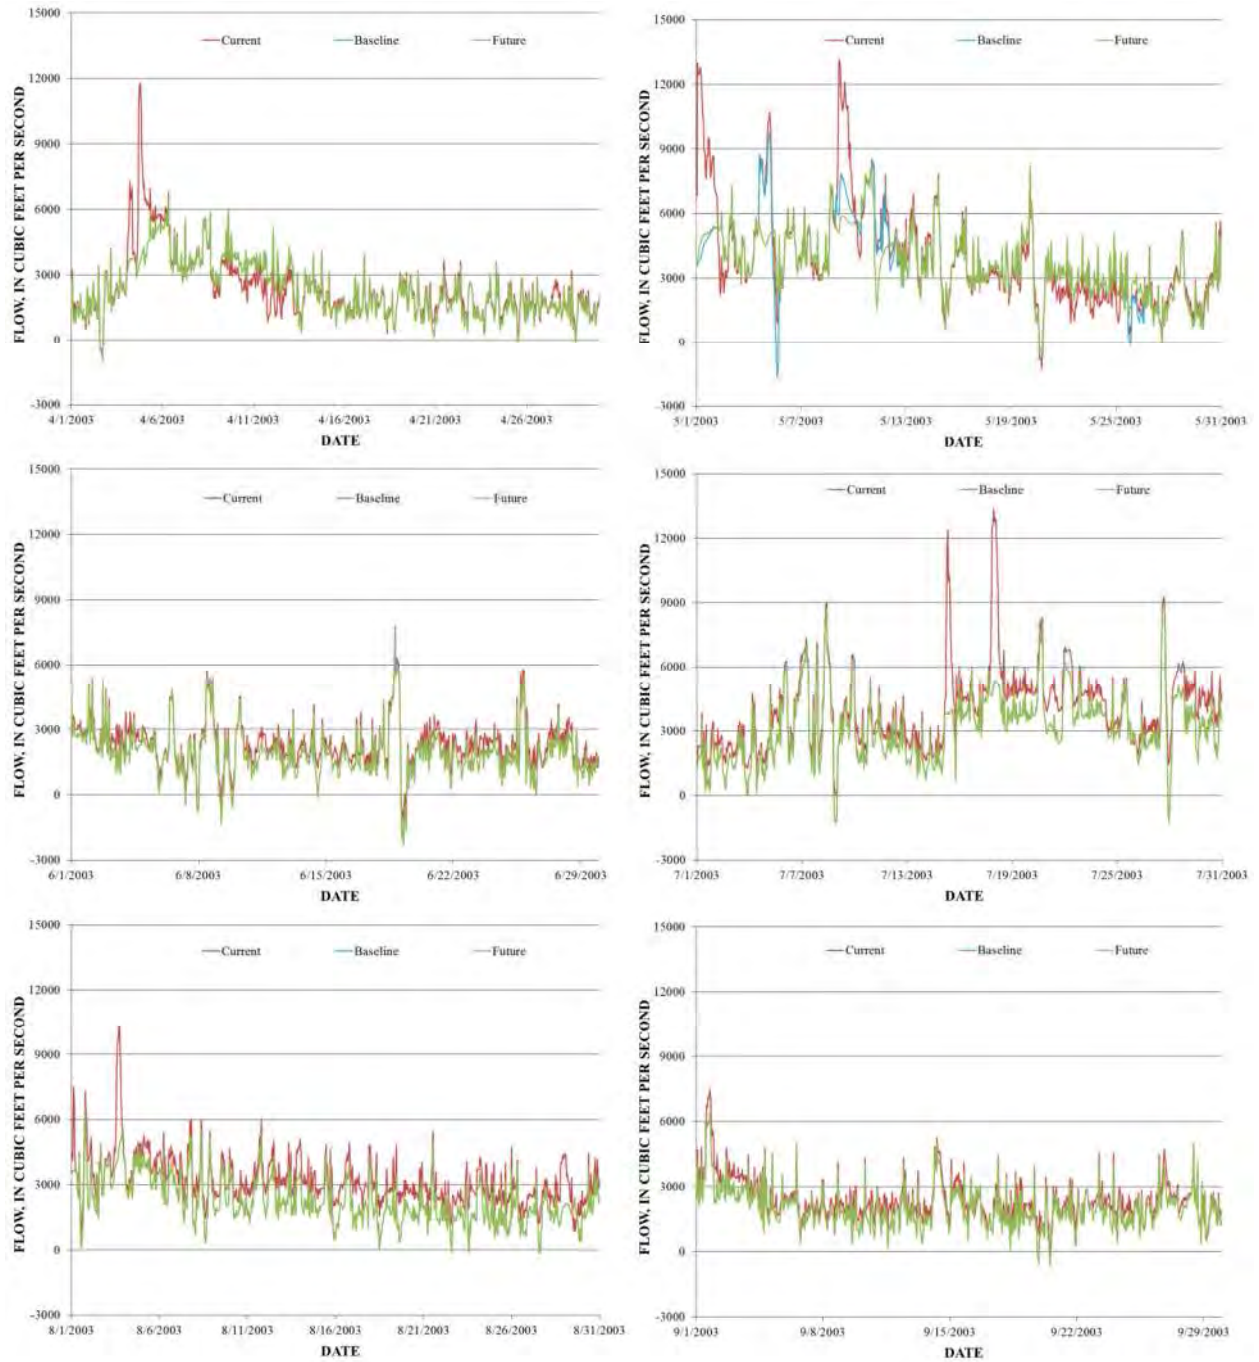 15000
Current Baseline Future
12000
9000
6000
3000
0
-3000
FLOW, IN CUBIC FEET PER SECOND
4/1/2003 4/6/2003 4/11/2003 4/16/2003 4/21/2003 4/26/2003
DATE
15000
Current Baseline Future
12000
9000
6000
3000
0
-3000
FLOW, IN CUBIC FEET PER SECOND
5/1/2003 5/7/2003 5/13/2003 5/19/2003 5/25/2003 5/31/2003
DATE
15000
Current Baseline Future
12000
9000
6000
3000
0
-3000
FLOW, IN CUBIC FEET PER SECOND
6/1/2003 6/8/2003 6/15/2003 6/22/2003 6/29/2003
DATE
15000
Current Baseline Future
12000
9000
6000
3000
0
-3000
FLOW, IN CUBIC FEET PER SECOND
7/1/2003 7/7/2003 7/13/2003 7/19/2003 7/25/2003 7/31/2003
DATE
15000
Current Baseline Future
12000
9000
6000
3000
0
-3000
FLOW, IN CUBIC FEET PER SECOND
8/1/2003 8/6/2003 8/11/2003 8/16/2003 8/21/2003 8/26/2003 8/31/2003
DATE
15000
Current Baseline Future
12000
9000
6000
3000
0
-3000
FLOW, IN CUBIC FEET PER SECOND
9/1/2003 9/8/2003 9/15/2003 9/22/2003 9/29/2003
DATE